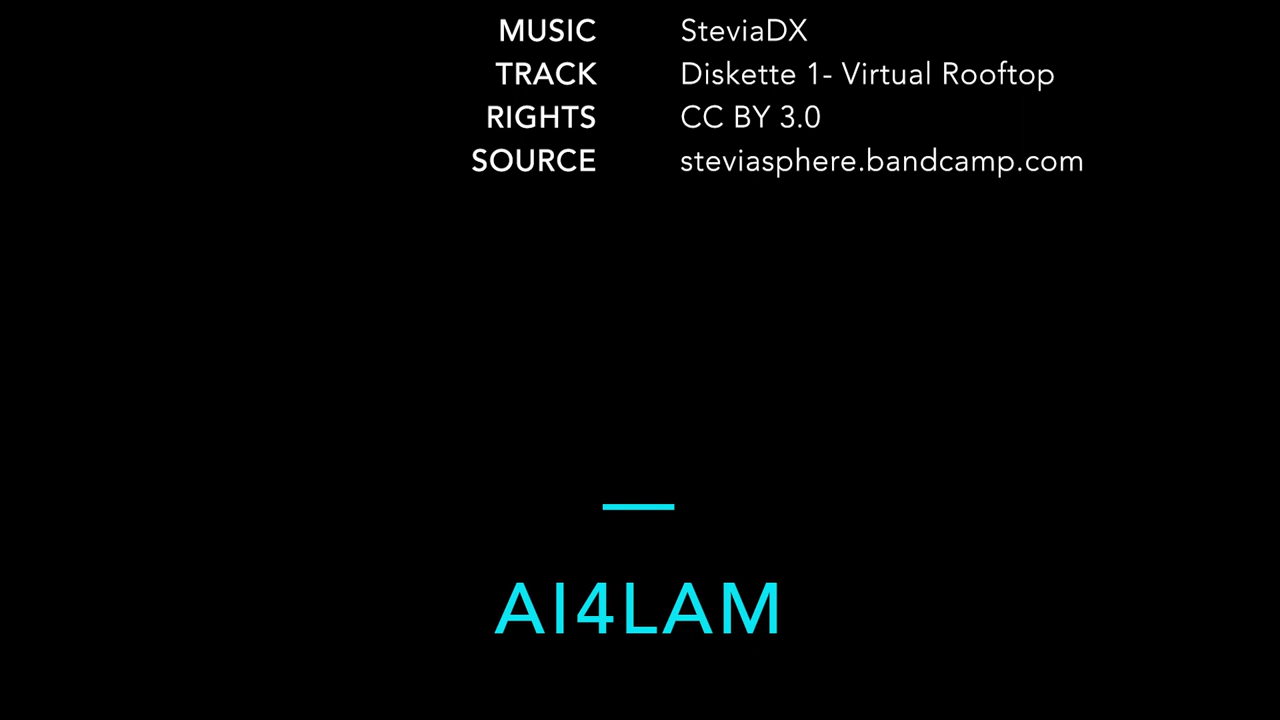 MUSIC SteviaDX
TRACK Diskette 1- Virtual Rooftop
RIGHTS CC BY 3.0
SOURCE steviasphere.bandcamp.com
AI4LAM